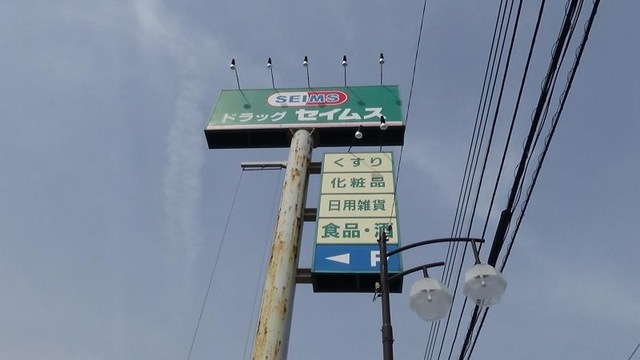 SEIMS
ドラッグ セイムス
くすり
化粧品
日用雑貨
食品・酒
P